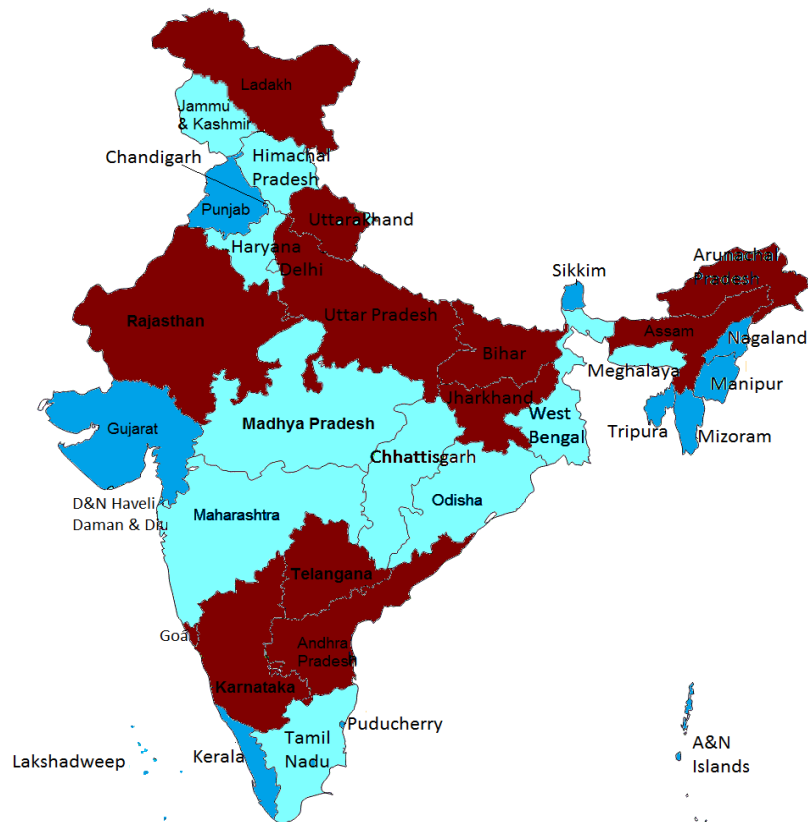 Ladakh
Jammu
& Kashmir
Chandigarh
Himachal
Pradesh
Punjab
Uttarakhand
Haryana
Delhi
Sikkim
Arunachal
Pradesh
Rajasthan
Uttar Pradesh
Assam
Nagaland
Bihar
Meghalaya
Manipur
Jharkhand
Gujarat
Madhya Pradesh
West
Bengal
Tripura
Mizoram
Chhattisgarh
D&N Haveli
Daman & Diu
Maharashtra
Odisha
Telangana
Goa
Andhra
Pradesh
Karnataka
Puducherry
Tamil
Nadu
Kerala
Lakshadweep
A&N
Islands